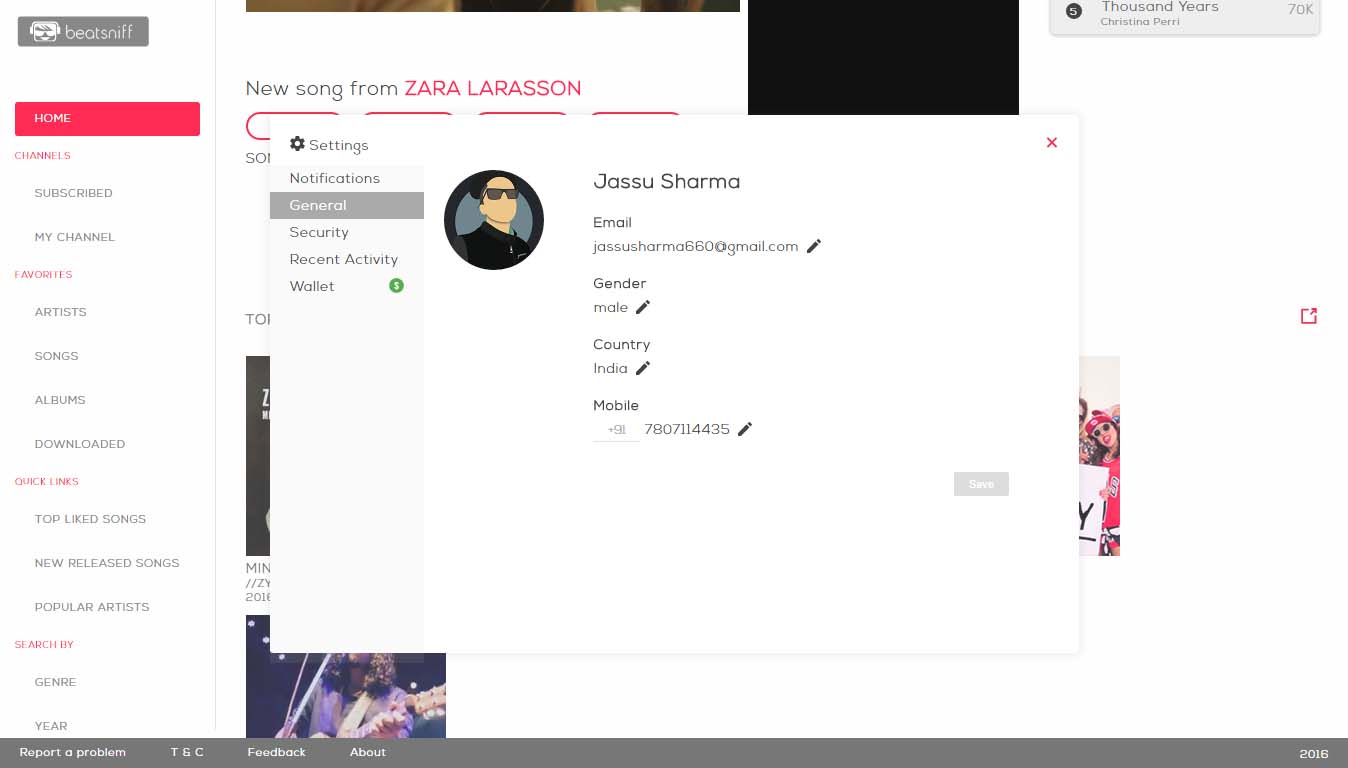 beatsniff
HOME
CHANNELS
SUBSCRIBED
MY CHANNEL
FAVORITES
ARTISTS
SONGS
ALBUMS
DOWNLOADED
QUICK LINKS
TOP LIKED SONGS
NEW RELEASED SONGS
POPULAR ARTISTS
SEARCH BY
GENRE
YEAR
5 Thousand Years 70K
Christina Perri
New song from ZARA LARASSON
Settings
Notifications
General
Security
Recent Activity
Wallet $
Jassu Sharma
Email
jassusharma660@gmail.com
Gender
male
Country
India
Mobile
+91 7807114435
Save
//ZY
2016
Report a problem T & C Feedback About 2016